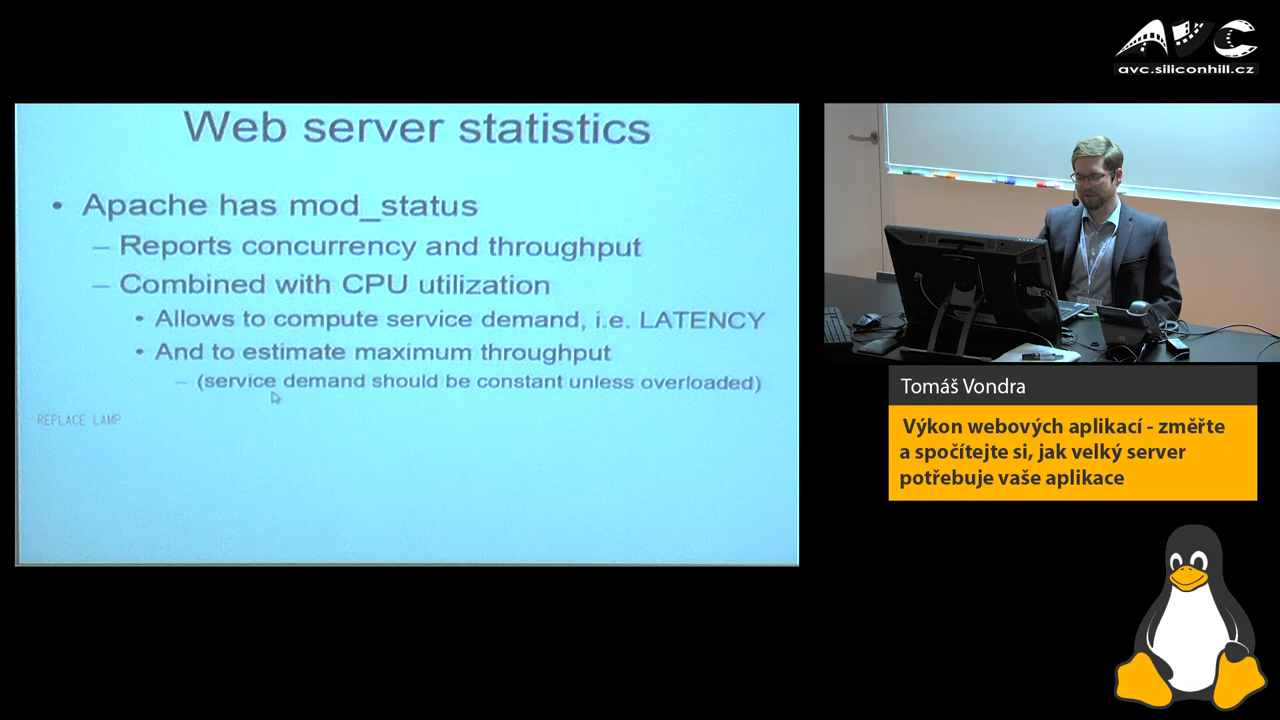 AVC
avc.siliconhill.cz
Web server statistics
• Apache has mod_status
– Reports concurrency and throughput
– Combined with CPU utilization
• Allows to compute service demand, i.e. LATENCY
• And to estimate maximum throughput
– (service demand should be constant unless overloaded)
REPLACE LAMP
Tomáš Vondra
Výkon webových aplikací - změřte
a spočítejte si, jak velký server
potřebuje vaše aplikace